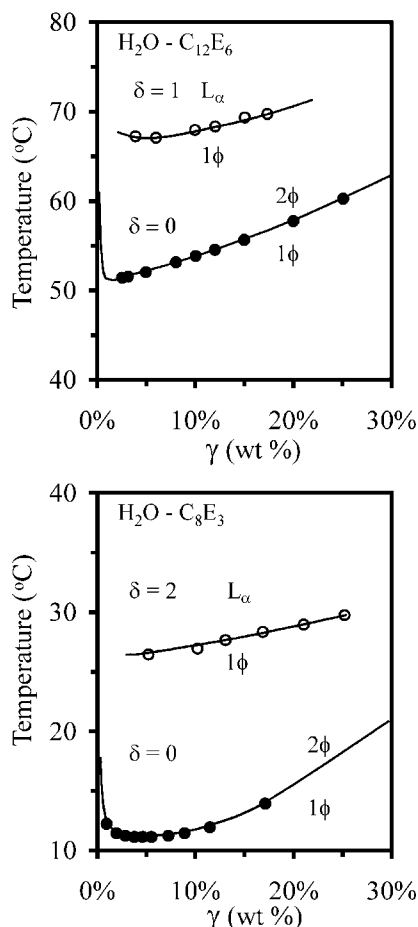 80
H₂O - C₁₂E₆
δ = 1 Lα
70
1ϕ
Temperature (°C)
60
2ϕ
δ = 0
1ϕ
50
40
0% 10% 20% 30%
γ (wt %)
40
H₂O - C₈E₃
δ = 2 Lα
30
1ϕ
Temperature (°C)
20
2ϕ
δ = 0
1ϕ
10
0% 10% 20% 30%
γ (wt %)